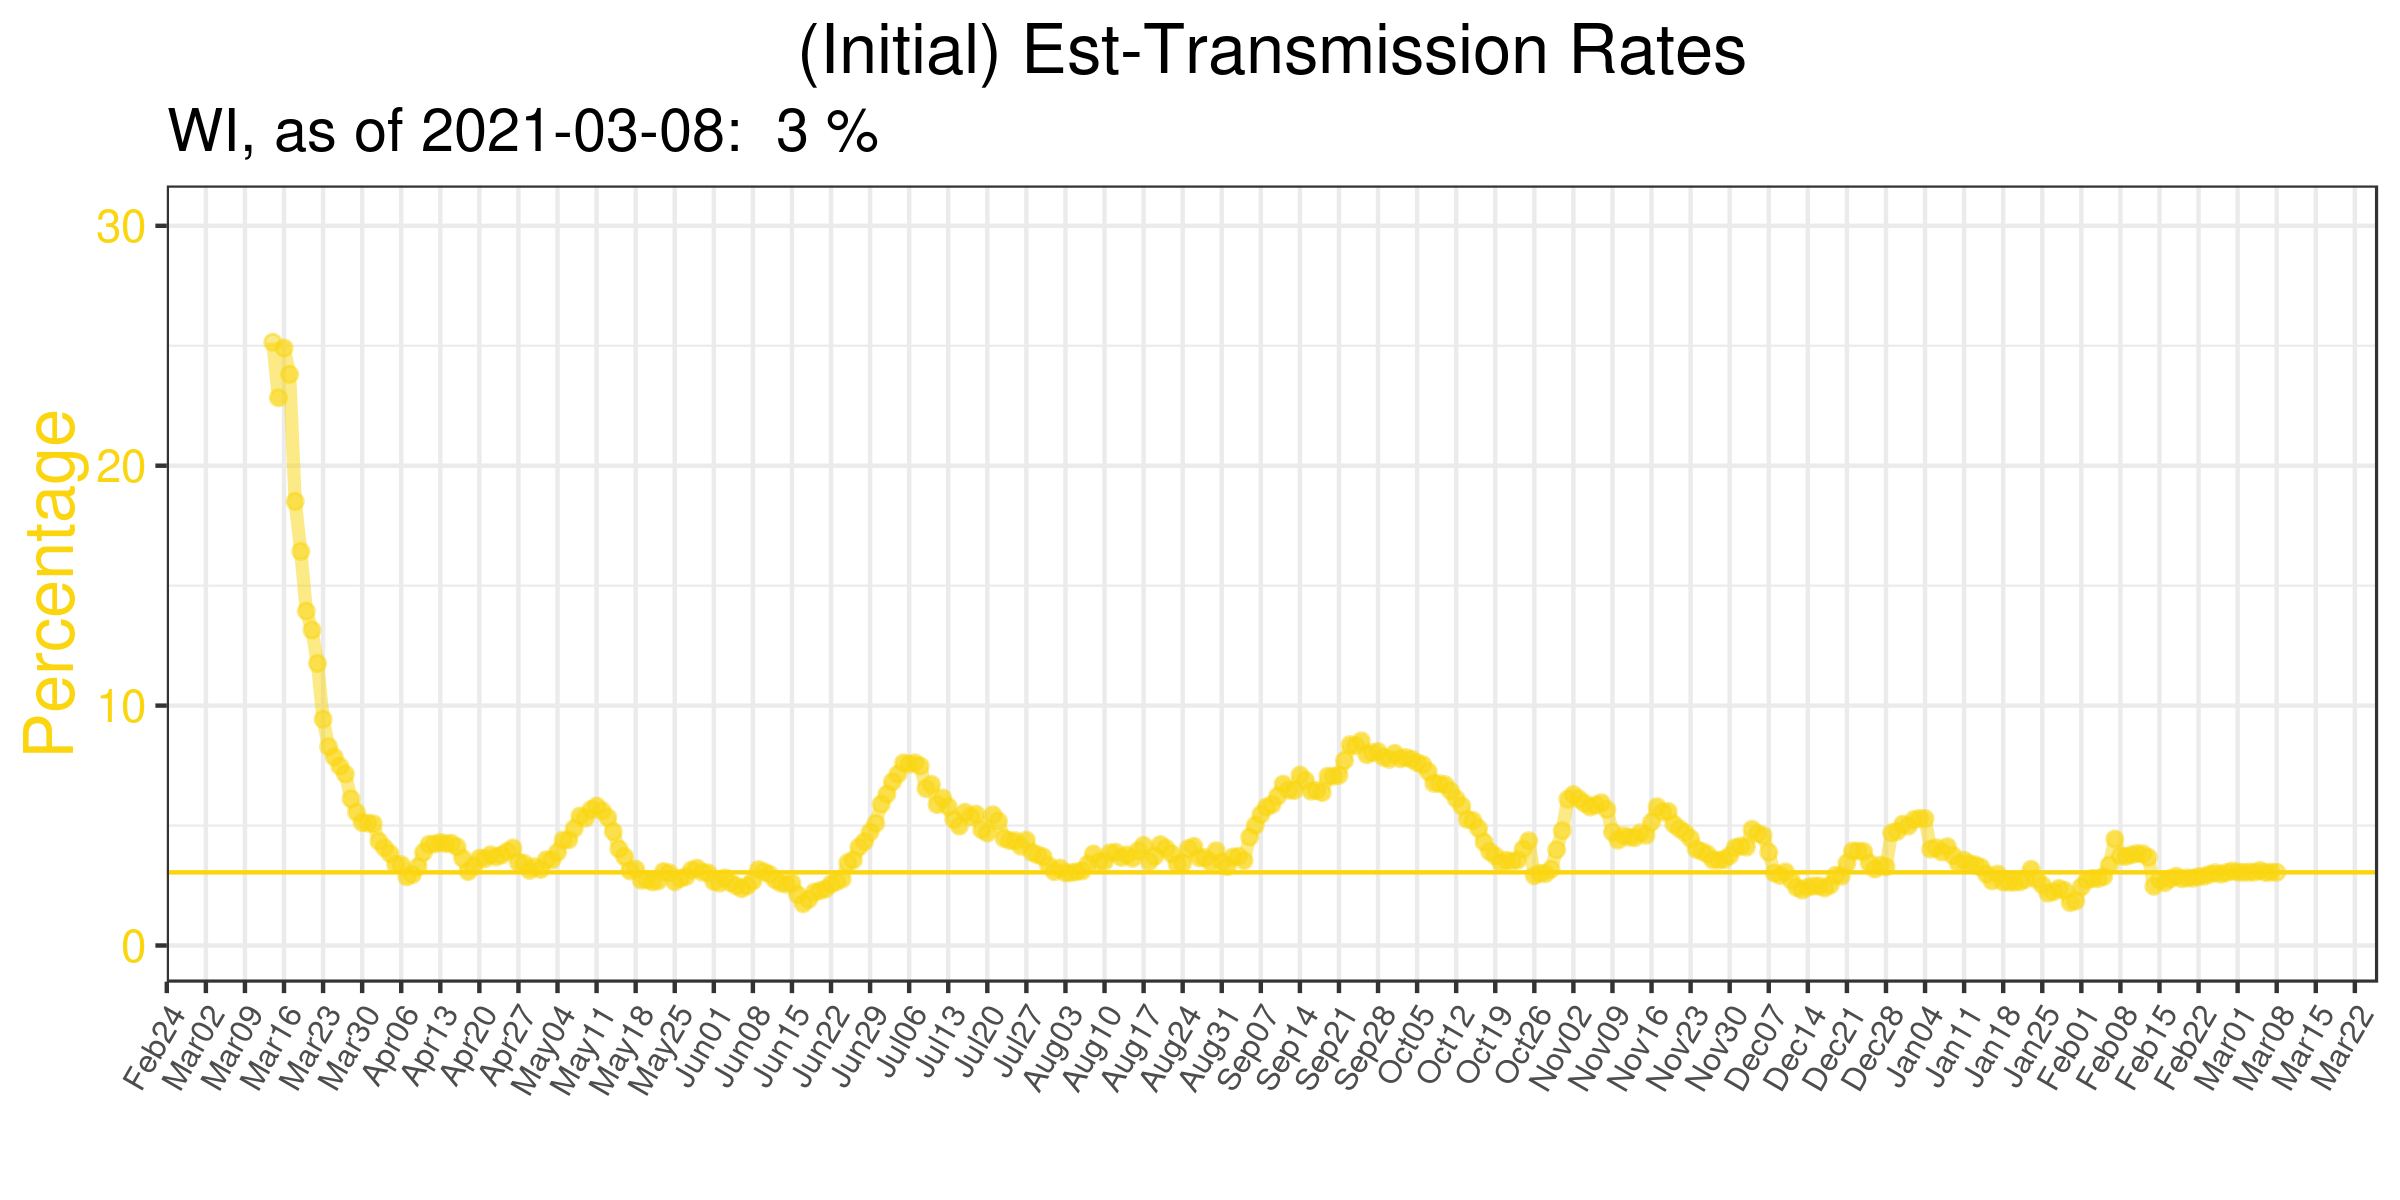 (Initial) Est-Transmission Rates
WI, as of 2021-03-08:  3 %
Percentage
30
20
10
0
Feb24
Mar02
Mar09
Mar16
Mar23
Mar30
Apr06
Apr13
Apr20
Apr27
May04
May11
May18
May25
Jun01
Jun08
Jun15
Jun22
Jun29
Jul06
Jul13
Jul20
Jul27
Aug03
Aug10
Aug17
Aug24
Aug31
Sep07
Sep14
Sep21
Sep28
Oct05
Oct12
Oct19
Oct26
Nov02
Nov09
Nov16
Nov23
Nov30
Dec07
Dec14
Dec21
Dec28
Jan04
Jan11
Jan18
Jan25
Feb01
Feb08
Feb15
Feb22
Mar01
Mar08
Mar15
Mar22